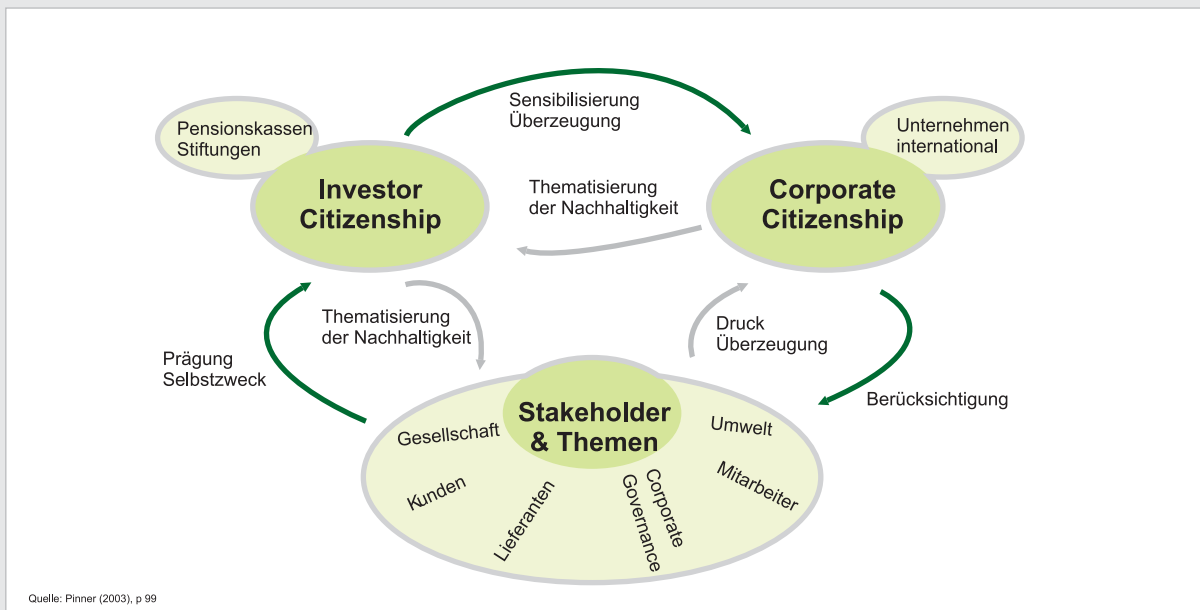 Sensibilisierung
Überzeugung
Pensionskassen
Stiftungen
Unternehmen
international
Investor
Citizenship
Thematisierung
der Nachhaltigkeit
Corporate
Citizenship
Thematisierung
der Nachhaltigkeit
Druck
Überzeugung
Prägung
Selbstzweck
Berücksichtigung
Stakeholder
& Themen
Gesellschaft
Umwelt
Kunden
Lieferanten
Corporate
Governance
Mitarbeiter
Quelle: Pinner (2003), p 99